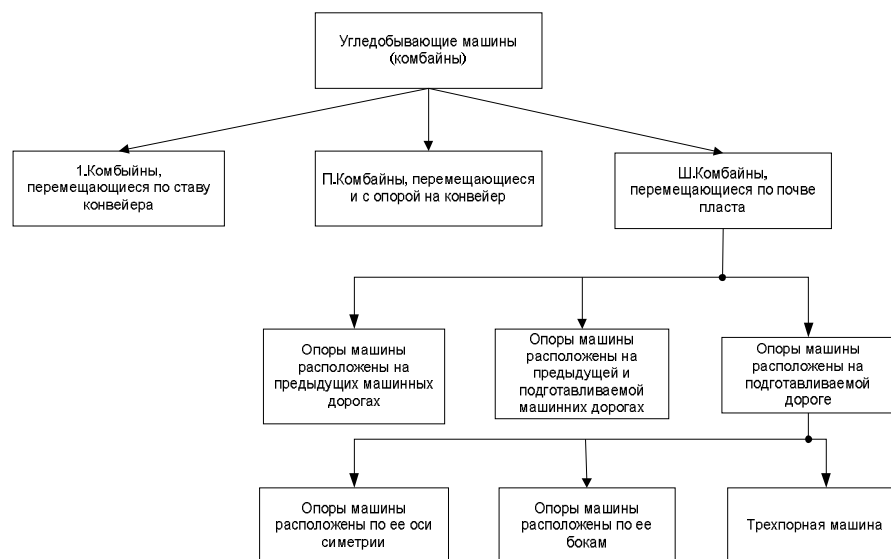 Угледобывающие машины
(комбайны)
1.Комбыйны,
перемещающиеся по ставу
конвейера
П.Комбайны, перемещающиеся
и с опорой на конвейер
Ш.Комбайны,
перемещающиеся по почве
пласта
Опоры машины
расположены на
предыдущих машинных
дорогах
Опоры машины
расположены на
предыдущей и
подготавливаемой
машинних дорогах
Опоры машины
расположены на
подготавливаемой
дороге
Опоры машины
расположены по ее оси
симетрии
Опоры машины
расположены по ее
бокам
Трехпорная машина